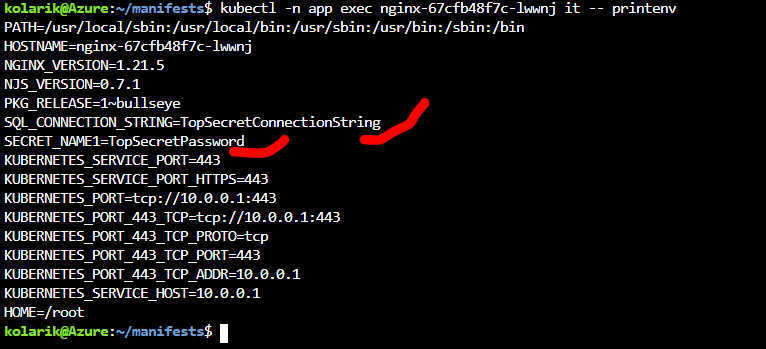 kolarik@Azure:~/manifests$ kubectl -n app exec nginx-67cfb48f7c-lwwnj it -- printenv
PATH=/usr/local/sbin:/usr/local/bin:/usr/sbin:/usr/bin:/sbin:/bin
HOSTNAME=nginx-67cfb48f7c-lwwnj
NGINX_VERSION=1.21.5
NJS_VERSION=0.7.1
PKG_RELEASE=1~bullseye
SQL_CONNECTION_STRING=TopSecretConnectionString
SECRET_NAME1=TopSecretPassword
KUBERNETES_SERVICE_PORT=443
KUBERNETES_SERVICE_PORT_HTTPS=443
KUBERNETES_PORT=tcp://10.0.0.1:443
KUBERNETES_PORT_443_TCP=tcp://10.0.0.1:443
KUBERNETES_PORT_443_TCP_PROTO=tcp
KUBERNETES_PORT_443_TCP_PORT=443
KUBERNETES_PORT_443_TCP_ADDR=10.0.0.1
KUBERNETES_SERVICE_HOST=10.0.0.1
HOME=/root
kolarik@Azure:~/manifests$